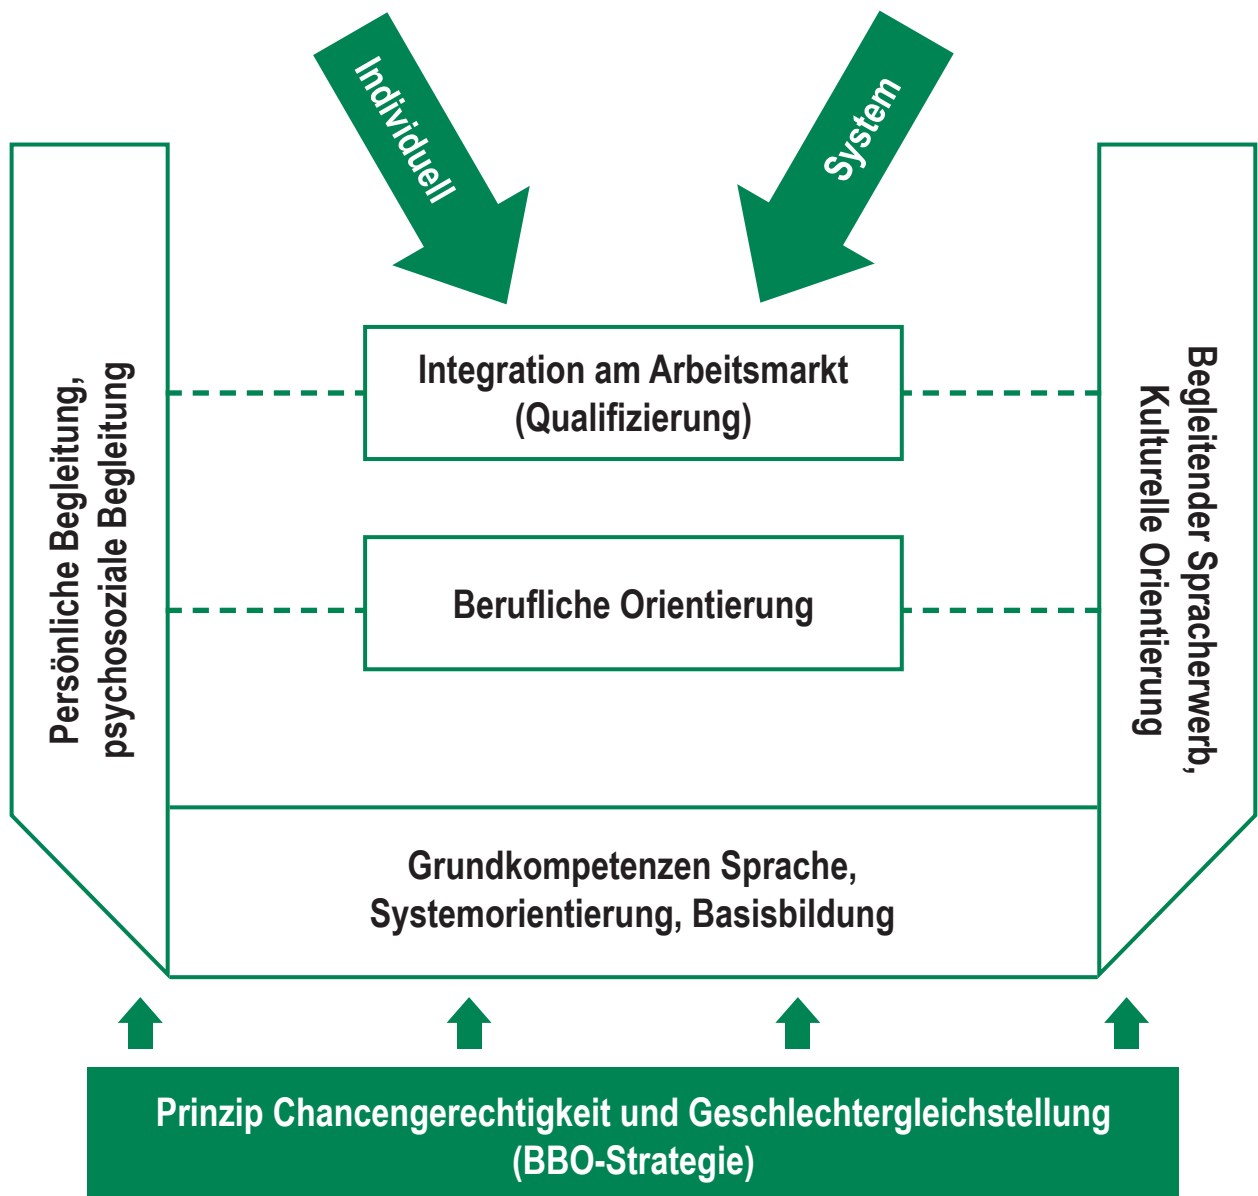 Individuell
System
Persönliche Begleitung,
psychosoziale Begleitung
Integration am Arbeitsmarkt
(Qualifizierung)
Berufliche Orientierung
Begleitender Spracherwerb,
Kulturelle Orientierung
Grundkompetenzen Sprache,
Systemorientierung, Basisbildung
Prinzip Chancengerechtigkeit und Geschlechtergleichstellung
(BBO-Strategie)